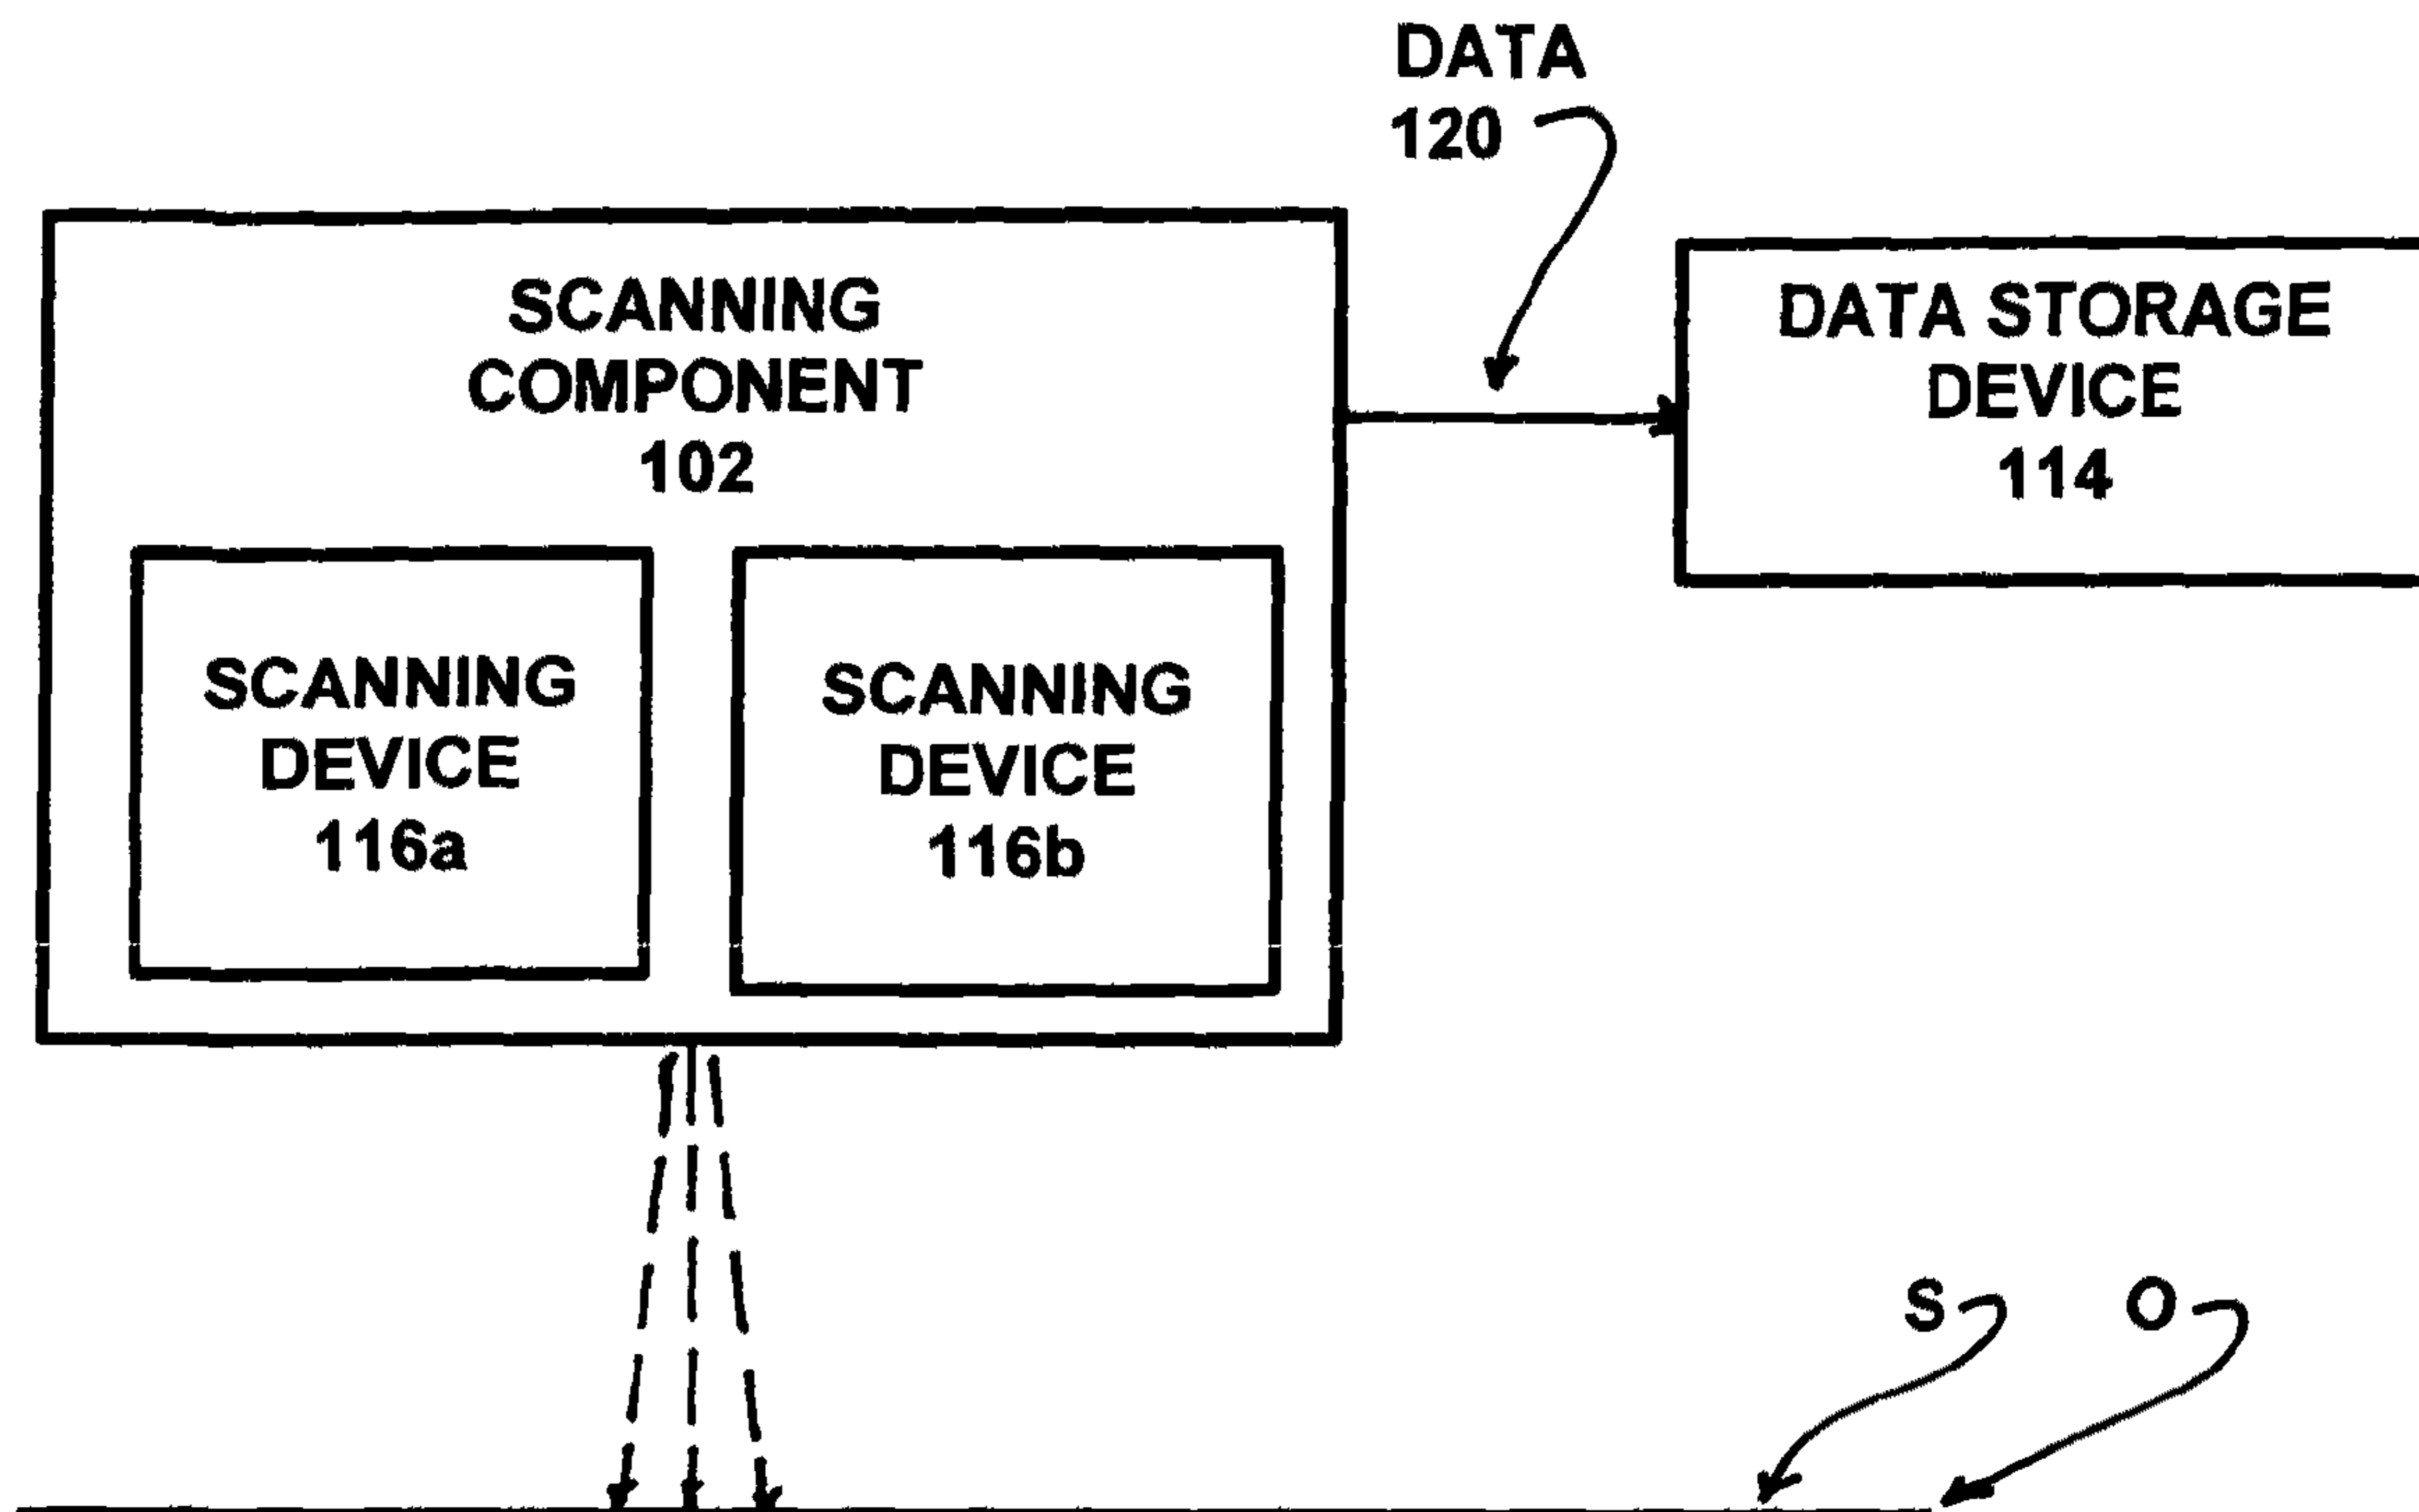 DATA
120
SCANNING
COMPONENT
102
DATA STORAGE
DEVICE
114
SCANNING
DEVICE
116a
SCANNING
DEVICE
116b
S
O